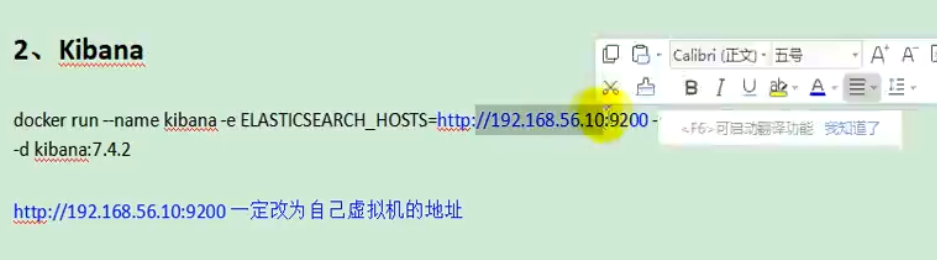 2、Kibana
Calibri (正文) 五号 A⁺ A⁻
B I U ab A
docker run --name kibana -e ELASTICSEARCH_HOSTS=http://192.168.56.10:9200 -
<F6>可启动翻译功能 我知道了
-d kibana:7.4.2
http://192.168.56.10:9200 一定改为自己虚拟机的地址